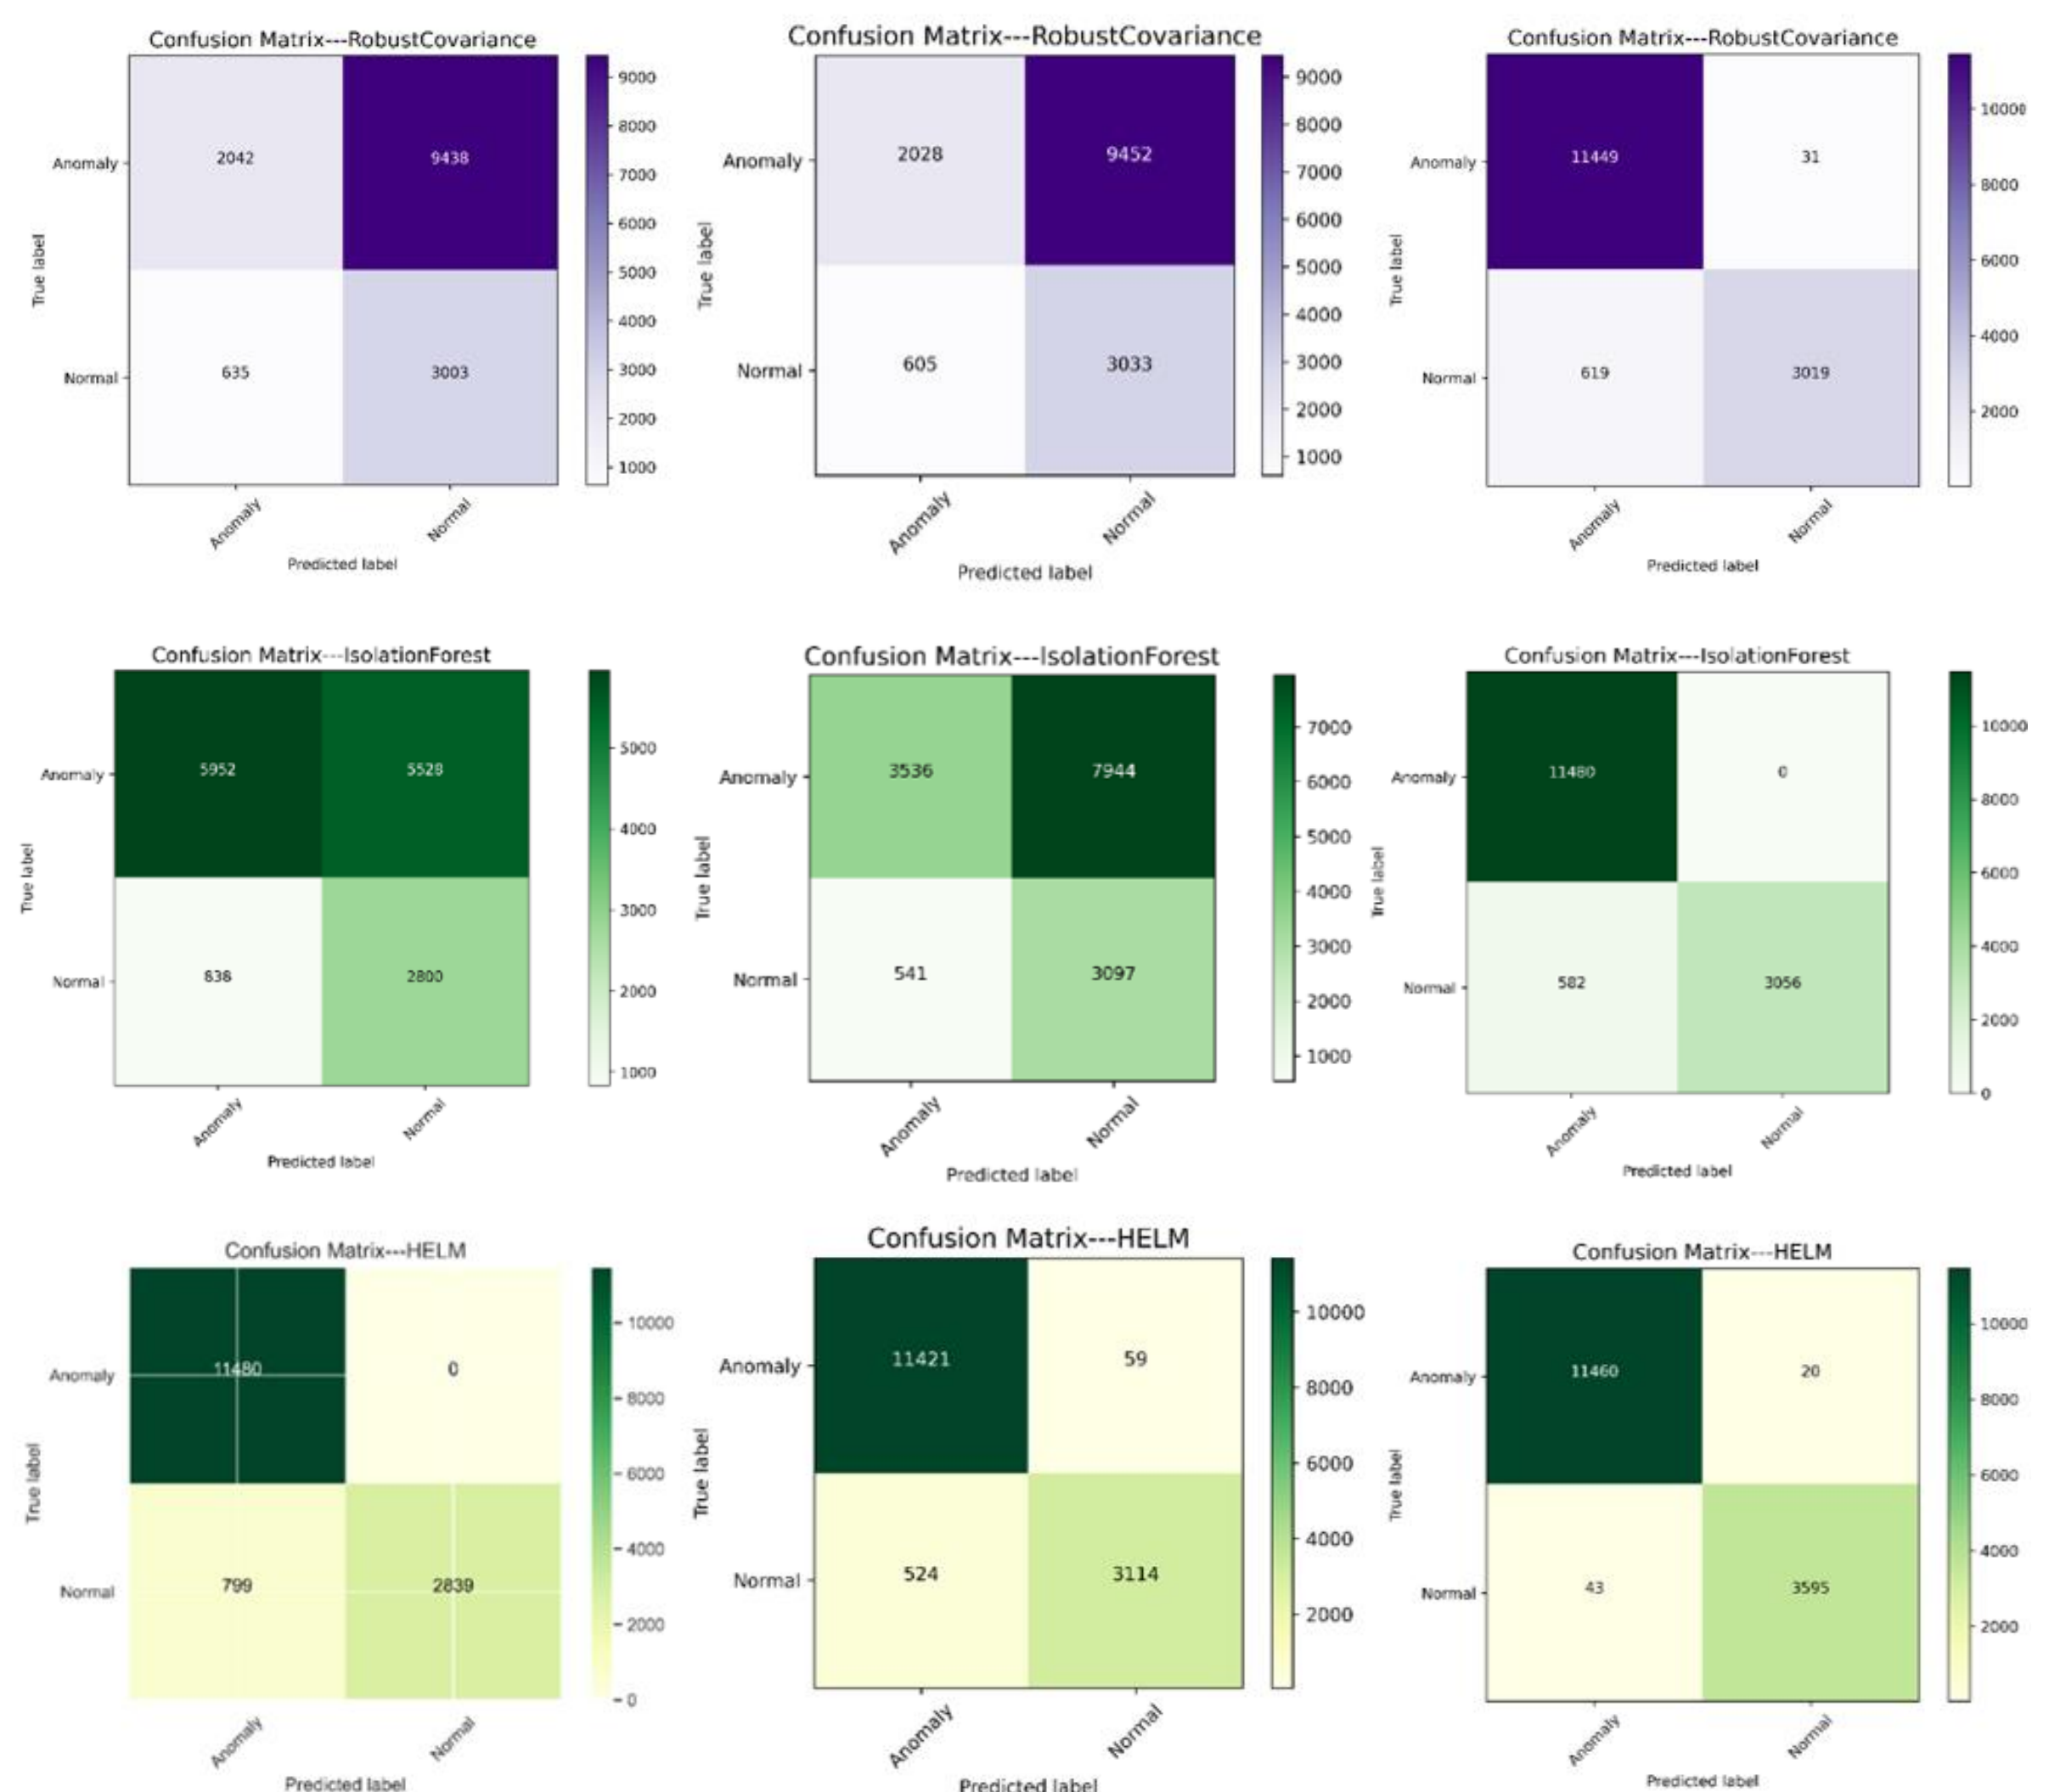 Confusion Matrix---RobustCovariance
9000
8000
7000
6000
5000
4000
3000
2000
1000
True label
Anomaly
Normal
2042
9438
635
3003
Anomaly
Normal
Predicted label
Confusion Matrix---RobustCovariance
9000
8000
7000
6000
5000
4000
3000
2000
1000
True label
Anomaly
Normal
2028
9452
605
3033
Anomaly
Normal
Predicted label
Confusion Matrix---RobustCovariance
10000
8000
6000
4000
2000
True label
Anomaly
Normal
11449
31
619
3019
Anomaly
Normal
Predicted label
Confusion Matrix---IsolationForest
5000
4000
3000
2000
1000
True label
Anomaly
Normal
5952
5528
838
2800
Anomaly
Normal
Predicted label
Confusion Matrix---IsolationForest
7000
6000
5000
4000
3000
2000
1000
True label
Anomaly
Normal
3536
7944
541
3097
Anomaly
Normal
Predicted label
Confusion Matrix---IsolationForest
10000
8000
6000
4000
2000
0
True label
Anomaly
Normal
11480
0
582
3056
Anomaly
Normal
Predicted label
Confusion Matrix---HELM
10000
8000
6000
4000
2000
0
True label
Anomaly
Normal
11480
0
799
2839
Anomaly
Normal
Predicted label
Confusion Matrix---HELM
10000
8000
6000
4000
2000
True label
Anomaly
Normal
11421
59
524
3114
Anomaly
Normal
Predicted label
Confusion Matrix---HELM
10000
8000
6000
4000
2000
True label
Anomaly
Normal
11460
20
43
3595
Anomaly
Normal
Predicted label